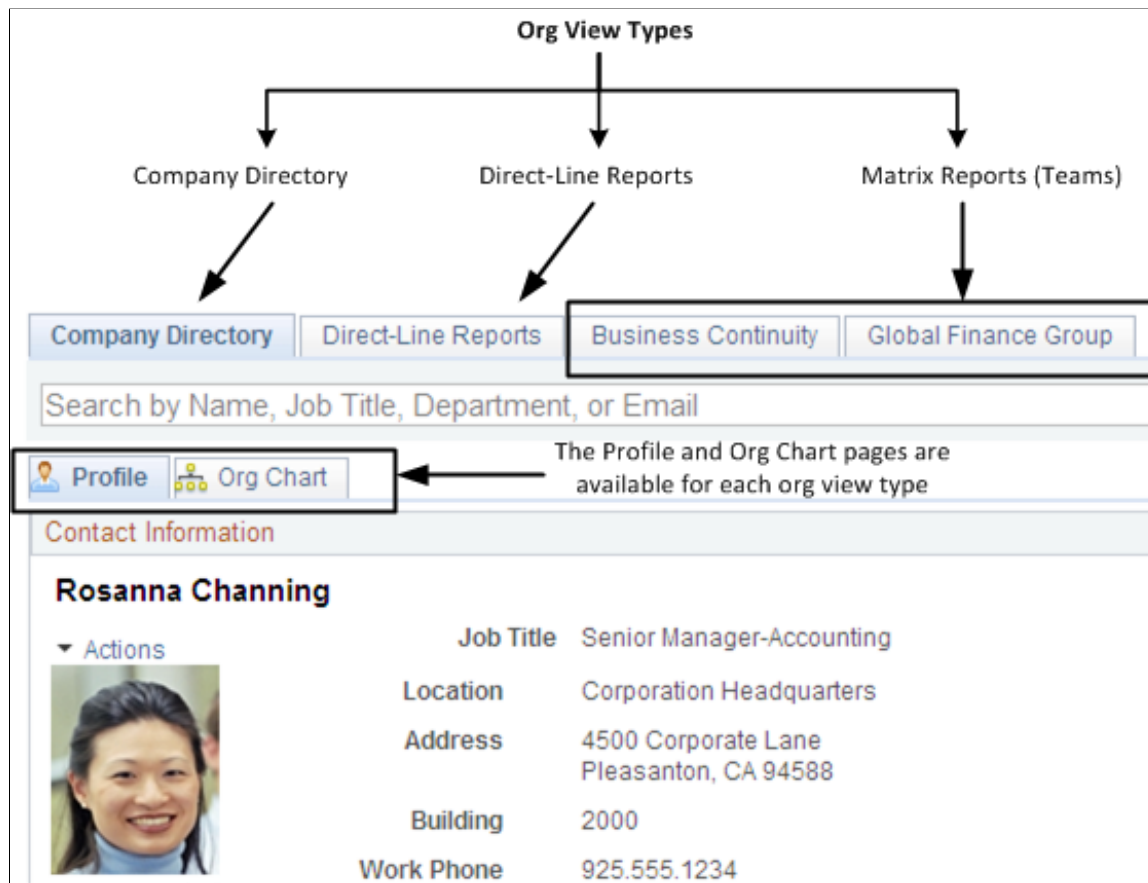 Org View Types
Company Directory
Direct-Line Reports
Matrix Reports (Teams)
Company Directory
Direct-Line Reports
Business Continuity
Global Finance Group
Search by Name, Job Title, Department, or Email
Profile
Org Chart
The Profile and Org Chart pages are
available for each org view type
Contact Information
Rosanna Channing
Actions
Job Title Senior Manager-Accounting
Location Corporation Headquarters
Address 4500 Corporate Lane
Pleasanton, CA 94588
Building 2000
Work Phone 925.555.1234